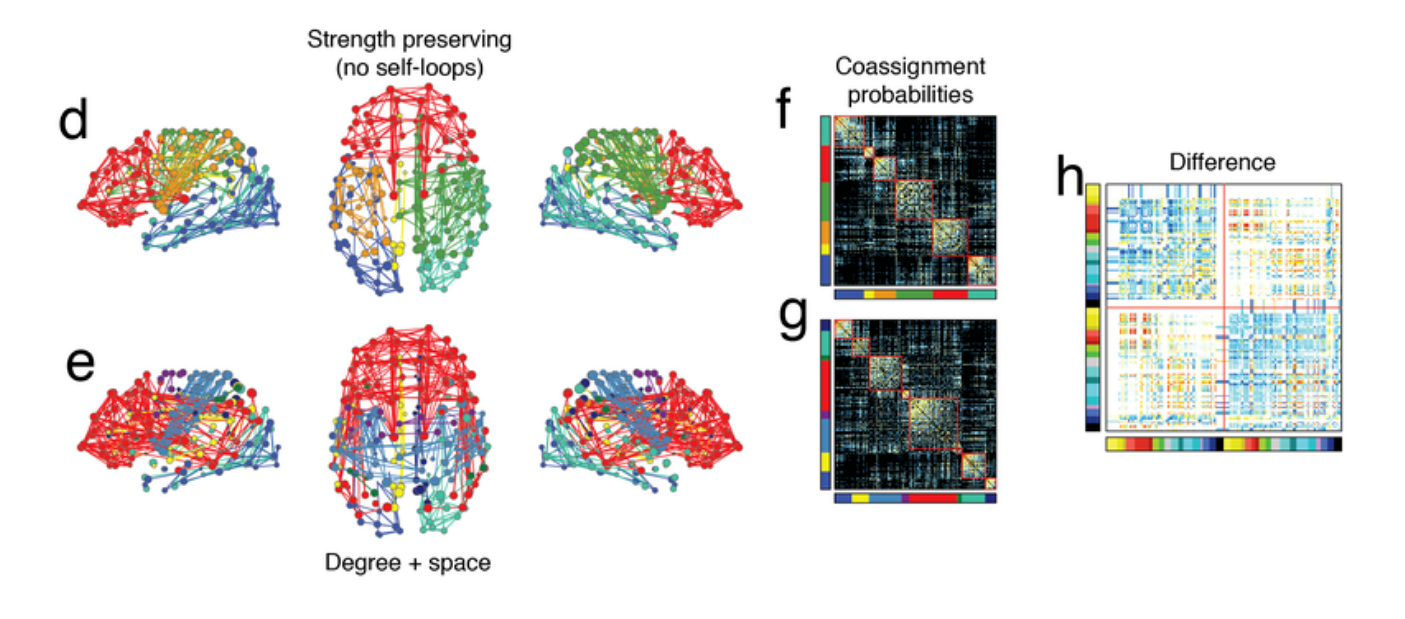 Strength preserving
(no self-loops)
d
e
Degree + space
Coassignment
probabilities
f
g
h
Difference